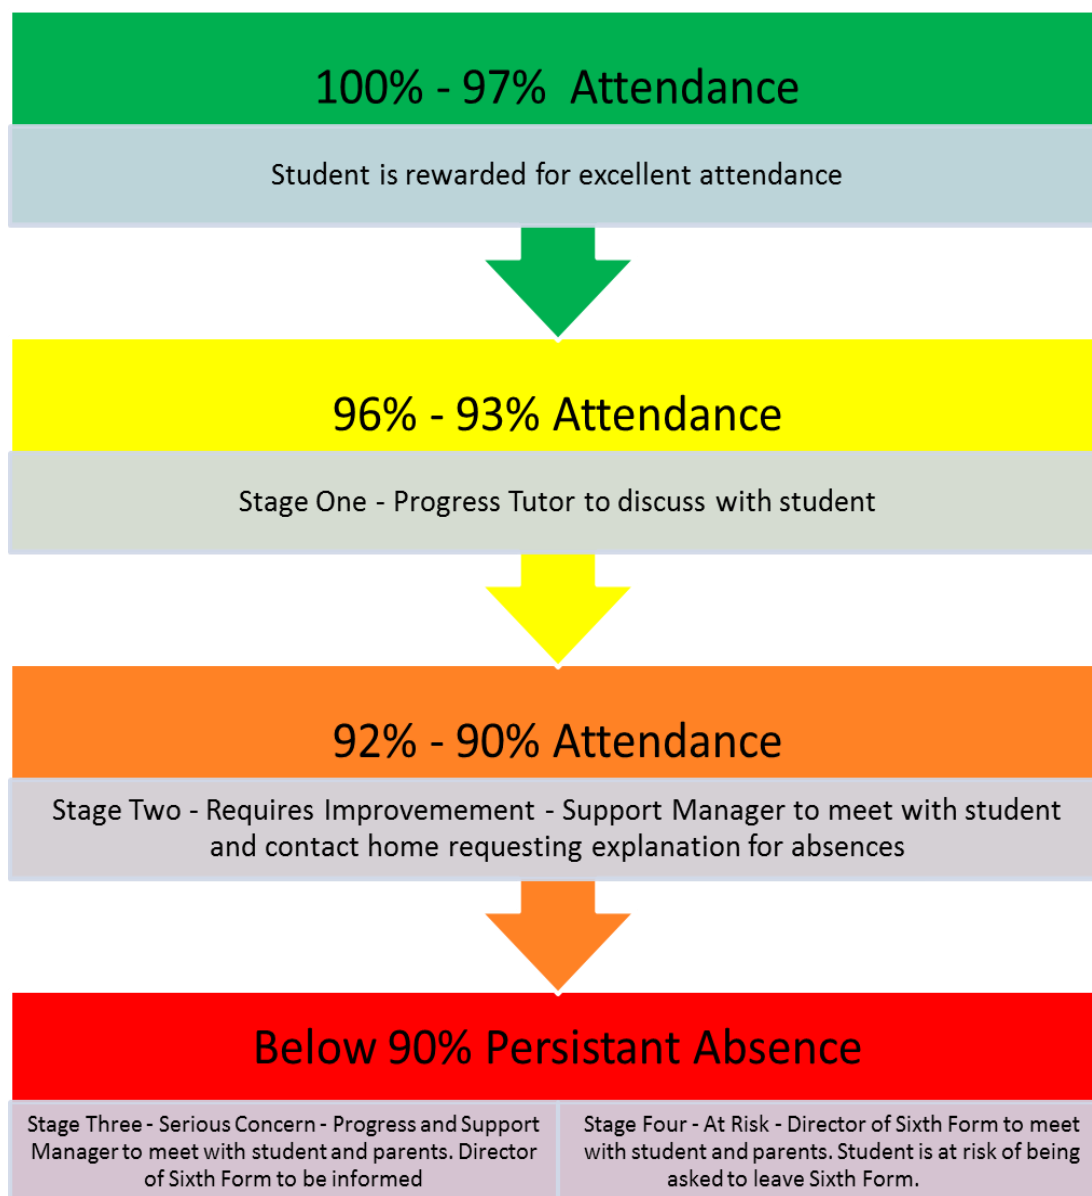 100% - 97% Attendance
Student is rewarded for excellent attendance
96% - 93% Attendance
Stage One - Progress Tutor to discuss with student
92% - 90% Attendance
Stage Two - Requires Improvemement - Support Manager to meet with student
and contact home requesting explanation for absences
Below 90% Persistant Absence
Stage Three - Serious Concern - Progress and Support
Manager to meet with student and parents. Director
of Sixth Form to be informed
Stage Four - At Risk - Director of Sixth Form to meet
with student and parents. Student is at risk of being
asked to leave Sixth Form.